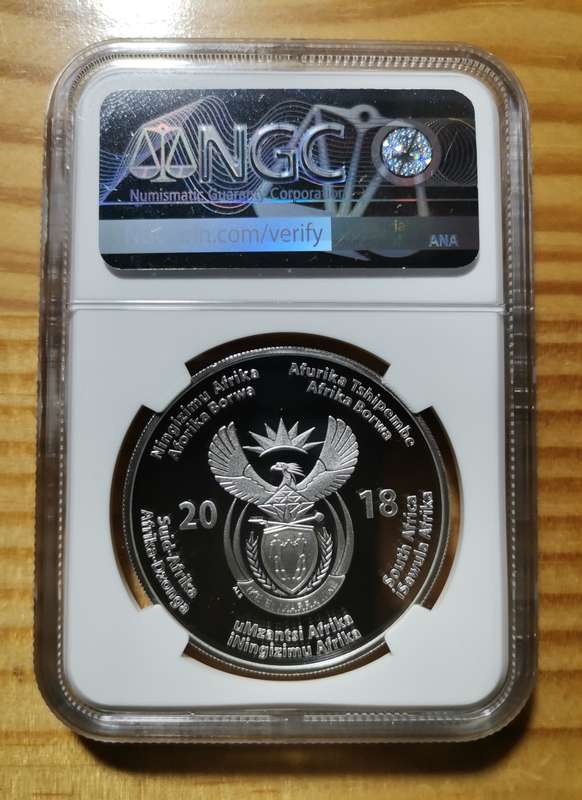 NGC
Numismatic Guaranty Corporation
.com/verify
ANA
Ningizimu Afrika
Aforika Borwa
Afurika Tshipembe
Afrika Borwa
20 18
Suid-Afrika
Afrika-Dzonga
South Africa
iSewula Afrika
uMzantsi Afrika
iNingizimu Afrika